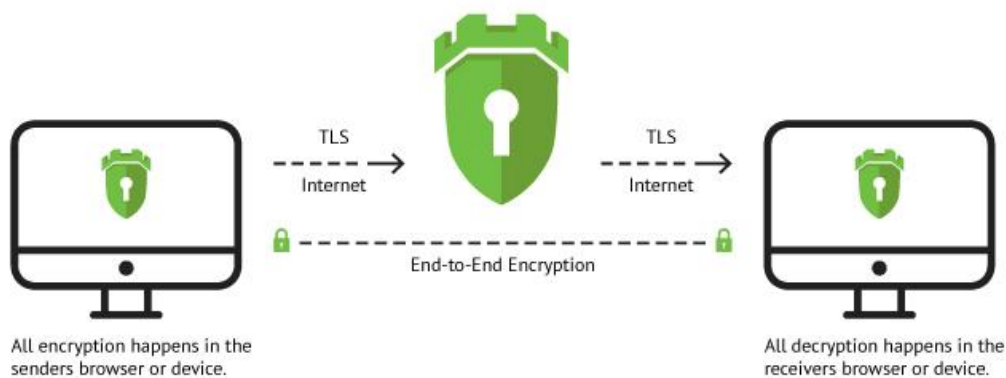 TLS
Internet
TLS
Internet
End-to-End Encryption
All encryption happens in the
senders browser or device.
All decryption happens in the
receivers browser or device.